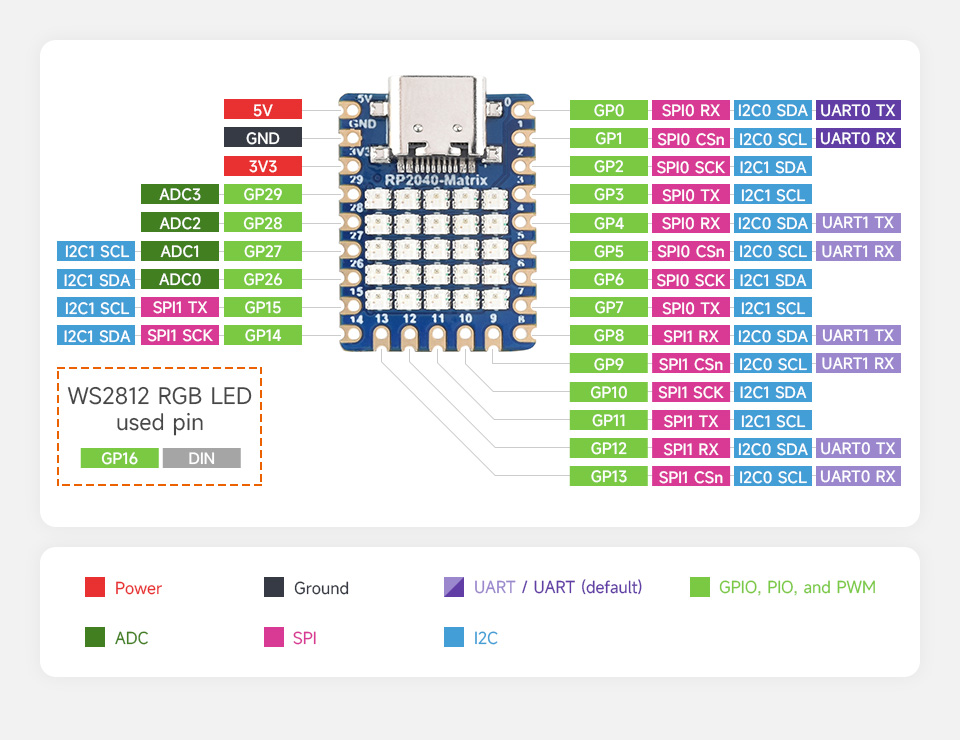 5V
GND
3V3
ADC3 GP29
ADC2 GP28
I2C1 SCL ADC1 GP27
I2C1 SDA ADC0 GP26
I2C1 SCL SPI1 TX GP15
I2C1 SDA SPI1 SCK GP14
5V
GND
3V3
29
28
27
26
15
14
RP2040-Matrix
0
1
2
3
4
5
6
7
8
13 12 11 10 9
GP0 SPI0 RX I2C0 SDA UART0 TX
GP1 SPI0 CSn I2C0 SCL UART0 RX
GP2 SPI0 SCK I2C1 SDA
GP3 SPI0 TX I2C1 SCL
GP4 SPI0 RX I2C0 SDA UART1 TX
GP5 SPI0 CSn I2C0 SCL UART1 RX
GP6 SPI0 SCK I2C1 SDA
GP7 SPI0 TX I2C1 SCL
GP8 SPI1 RX I2C0 SDA UART1 TX
GP9 SPI1 CSn I2C0 SCL UART1 RX
GP10 SPI1 SCK I2C1 SDA
GP11 SPI1 TX I2C1 SCL
GP12 SPI1 RX I2C0 SDA UART0 TX
GP13 SPI1 CSn I2C0 SCL UART0 RX
WS2812 RGB LED
used pin
GP16 DIN
Power
Ground
UART / UART (default)
GPIO, PIO, and PWM
ADC
SPI
I2C